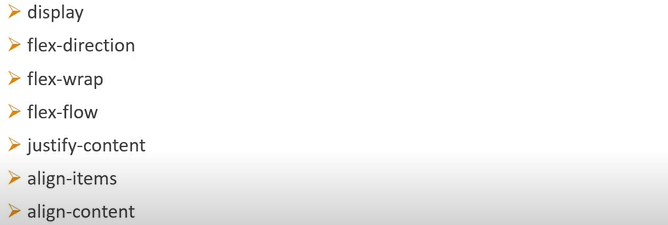 display
flex-direction
flex-wrap
flex-flow
justify-content
align-items
align-content